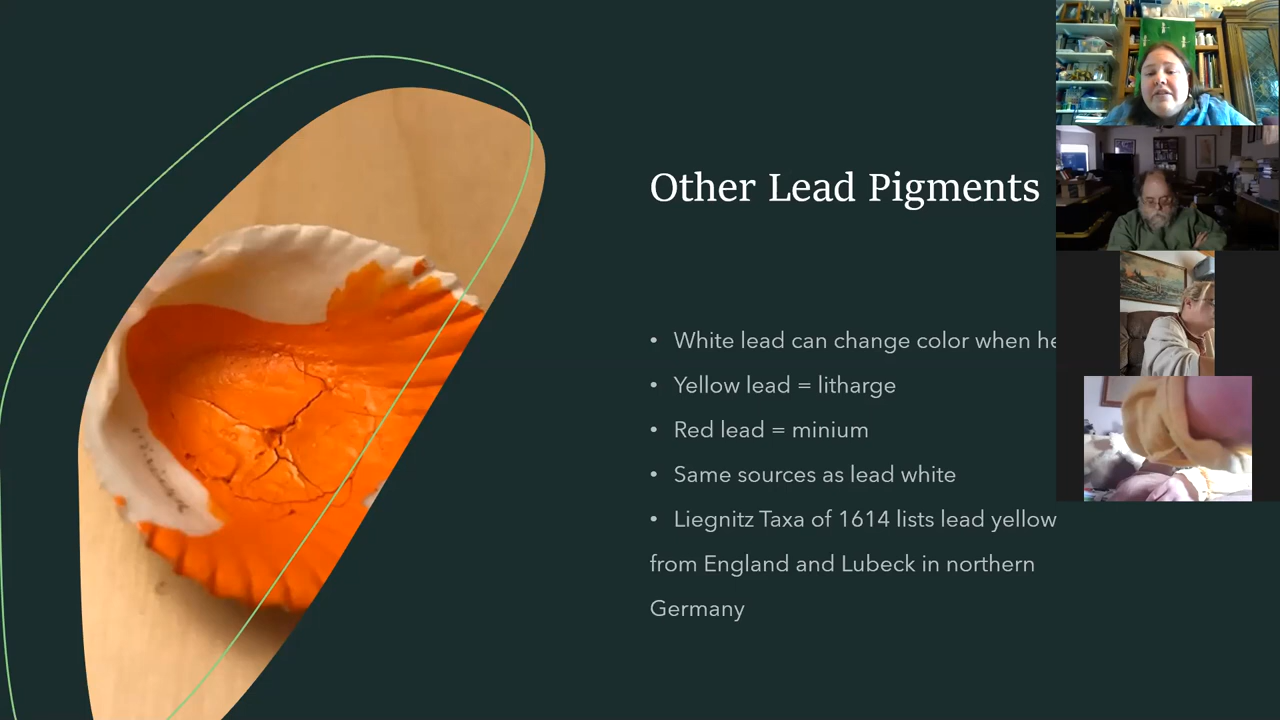 Other Lead Pigments
• White lead can change color when he
• Yellow lead = litharge
• Red lead = minium
• Same sources as lead white
• Liegnitz Taxa of 1614 lists lead yellow
from England and Lubeck in northern
Germany